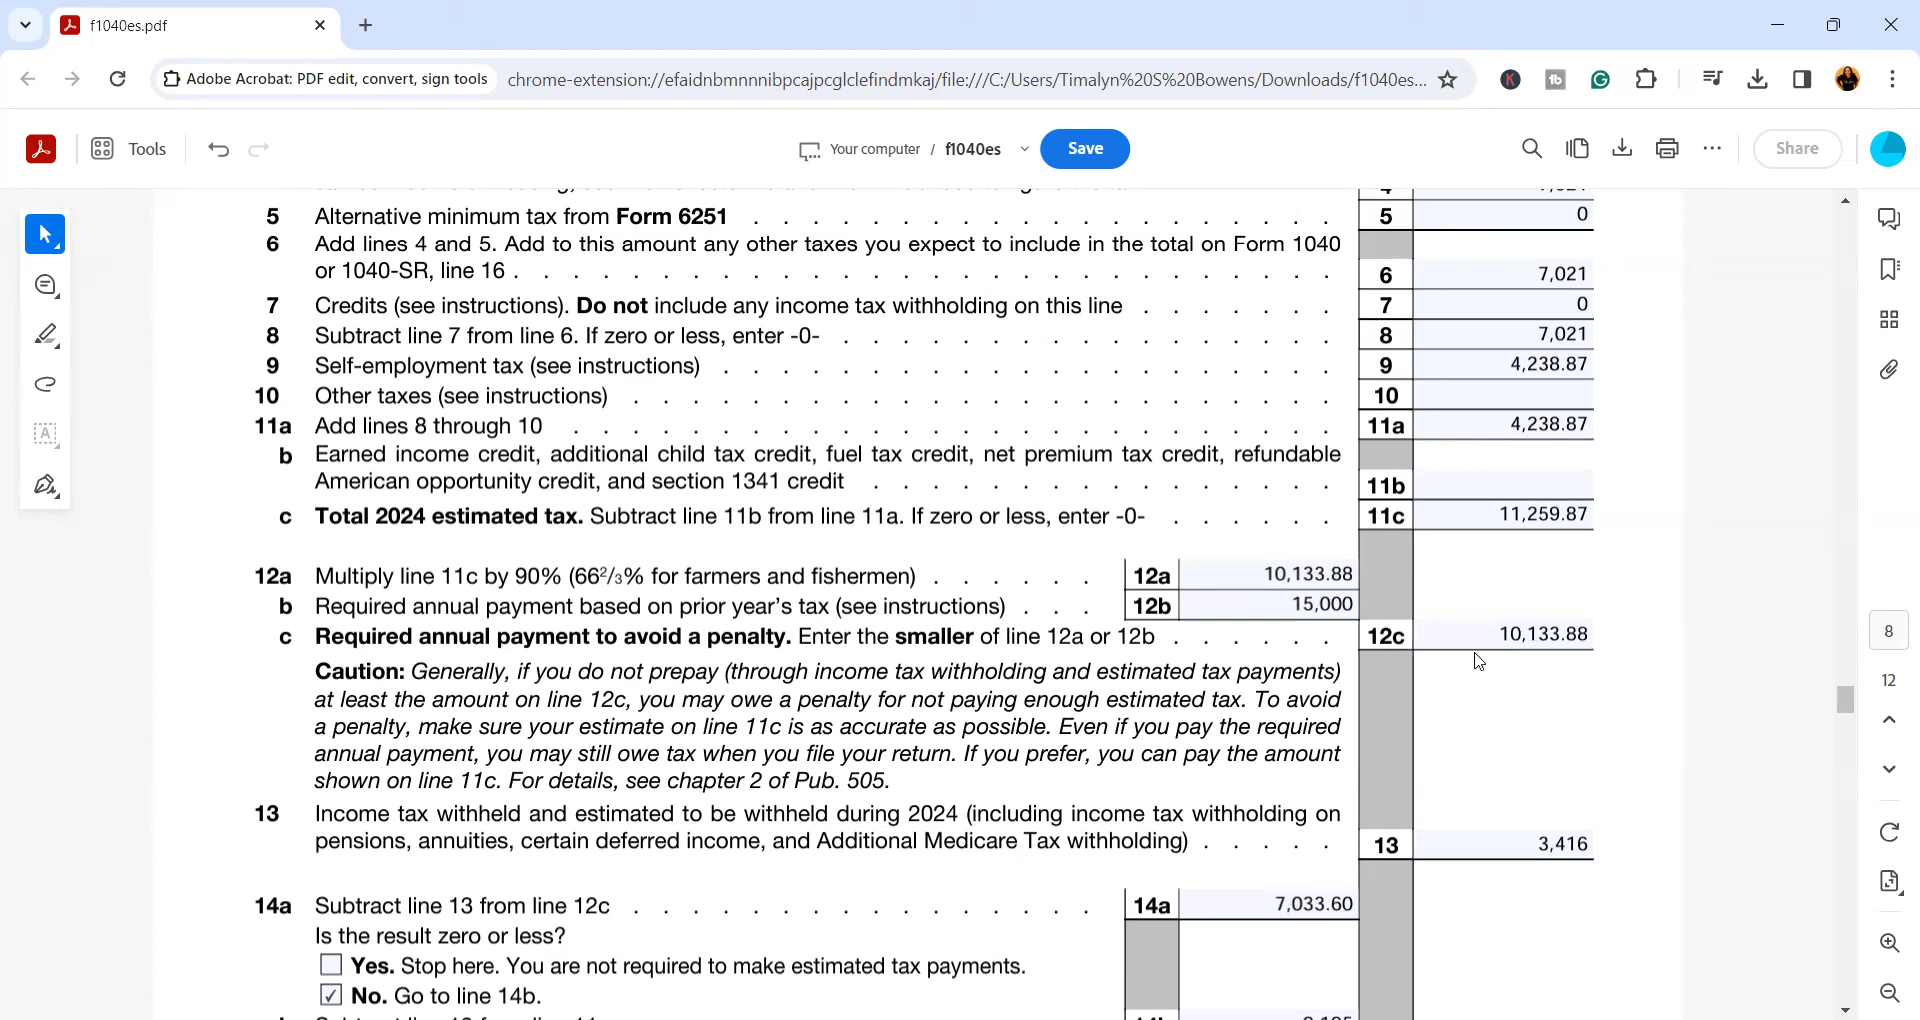 f1040es.pdf
Adobe Acrobat: PDF edit, convert, sign tools chrome-extension://efaidnbmnnnibpcajpcglclefindmkaj/file:///C:/Users/Timalyn%20S%20Bowens/Downloads/f1040es...
Tools Your computer / f1040es Save Share
5 Alternative minimum tax from Form 6251 . . . . . . . . . . . . . . . . . . . . 5 0
6 Add lines 4 and 5. Add to this amount any other taxes you expect to include in the total on Form 1040
or 1040-SR, line 16 . . . . . . . . . . . . . . . . . . . . . . . . . . . . 6 7,021
7 Credits (see instructions). Do not include any income tax withholding on this line . . . . . . . 7 0
8 Subtract line 7 from line 6. If zero or less, enter -0- . . . . . . . . . . . . . . . . . 8 7,021
9 Self-employment tax (see instructions) . . . . . . . . . . . . . . . . . . . . . 9 4,238.87
10 Other taxes (see instructions) . . . . . . . . . . . . . . . . . . . . . . . . 10
11a Add lines 8 through 10 . . . . . . . . . . . . . . . . . . . . . . . . . . 11a 4,238.87
b Earned income credit, additional child tax credit, fuel tax credit, net premium tax credit, refundable
American opportunity credit, and section 1341 credit . . . . . . . . . . . . . . . . 11b
c Total 2024 estimated tax. Subtract line 11b from line 11a. If zero or less, enter -0- . . . . . . 11c 11,259.87
12a Multiply line 11c by 90% (66²/₃% for farmers and fishermen) . . . . . . 12a 10,133.88
b Required annual payment based on prior year's tax (see instructions) . . . 12b 15,000
c Required annual payment to avoid a penalty. Enter the smaller of line 12a or 12b . . . . . . 12c 10,133.88
Caution: Generally, if you do not prepay (through income tax withholding and estimated tax payments)
at least the amount on line 12c, you may owe a penalty for not paying enough estimated tax. To avoid
a penalty, make sure your estimate on line 11c is as accurate as possible. Even if you pay the required
annual payment, you may still owe tax when you file your return. If you prefer, you can pay the amount
shown on line 11c. For details, see chapter 2 of Pub. 505.
13 Income tax withheld and estimated to be withheld during 2024 (including income tax withholding on
pensions, annuities, certain deferred income, and Additional Medicare Tax withholding) . . . . . 13 3,416
14a Subtract line 13 from line 12c . . . . . . . . . . . . . . . . 14a 7,033.60
Is the result zero or less?
Yes. Stop here. You are not required to make estimated tax payments.
No. Go to line 14b.
8
12